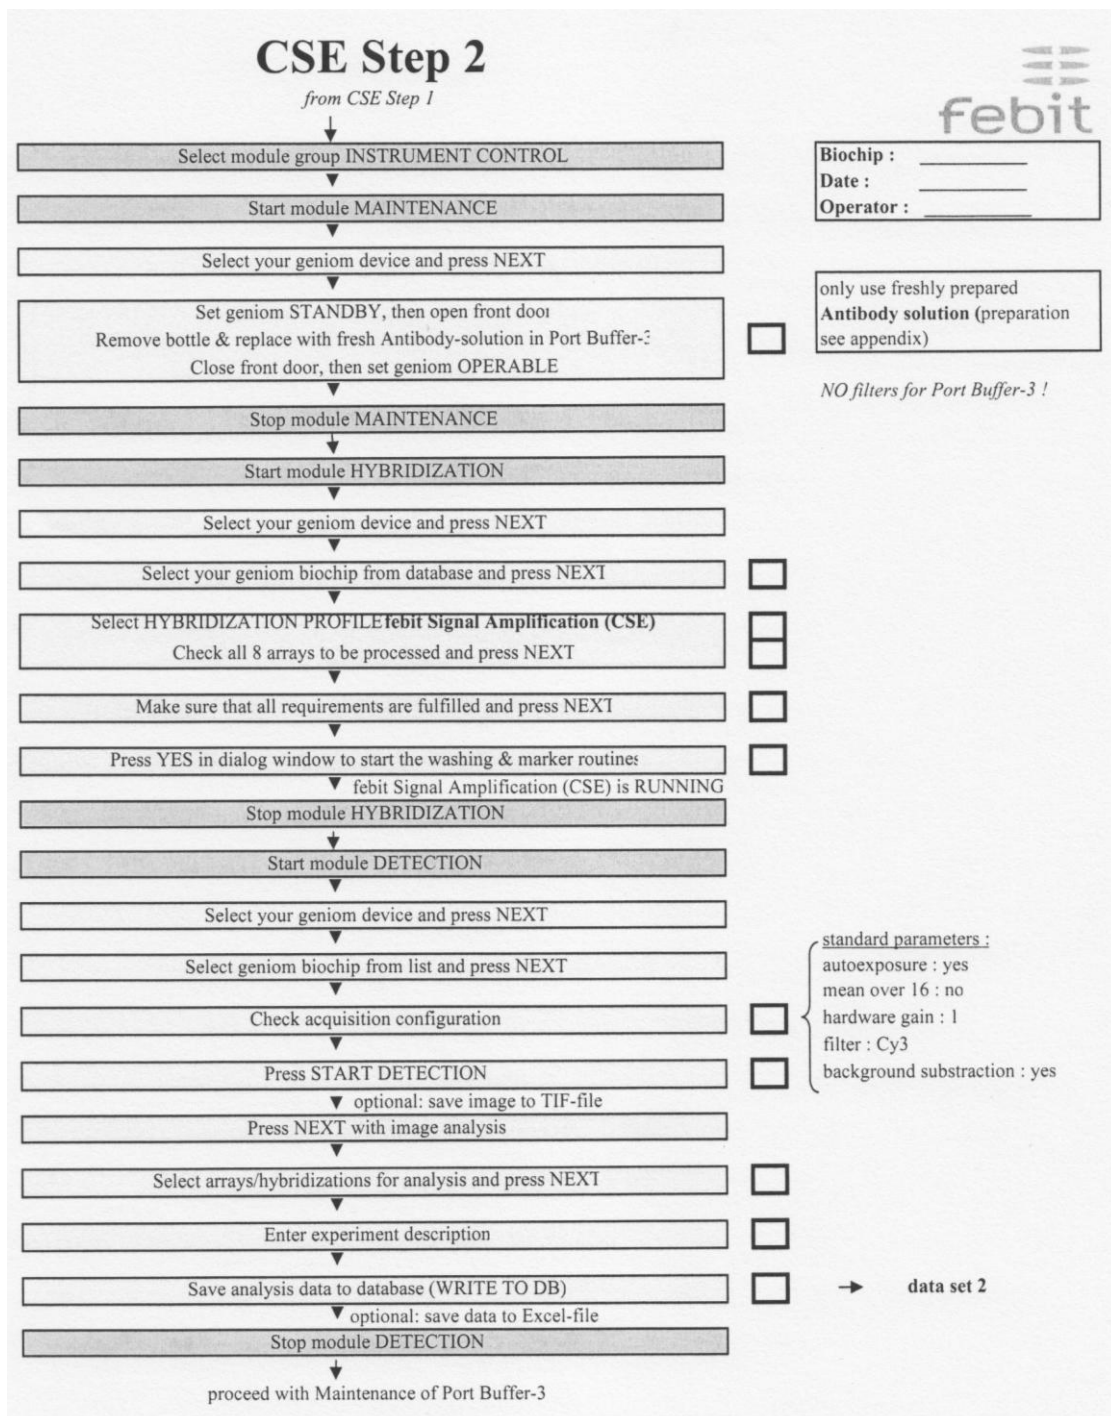 CSE Step 2
from CSE Step 1
febit
Select module group INSTRUMENT CONTROL
Biochip :
Date :
Operator :
Start module MAINTENANCE
Select your geniom device and press NEXT
only use freshly prepared
Antibody solution (preparation
see appendix)
Set geniom STANDBY, then open front door
Remove bottle & replace with fresh Antibody-solution in Port Buffer-3
Close front door, then set geniom OPERABLE
NO filters for Port Buffer-3 !
Stop module MAINTENANCE
Start module HYBRIDIZATION
Select your geniom device and press NEXT
Select your geniom biochip from database and press NEXT
Select HYBRIDIZATION PROFILE febit Signal Amplification (CSE)
Check all 8 arrays to be processed and press NEXT
Make sure that all requirements are fulfilled and press NEXT
Press YES in dialog window to start the washing & marker routines
febit Signal Amplification (CSE) is RUNNING
Stop module HYBRIDIZATION
Start module DETECTION
Select your geniom device and press NEXT
Select geniom biochip from list and press NEXT
Check acquisition configuration
standard parameters :
autoexposure : yes
mean over 16 : no
hardware gain : 1
filter : Cy3
background substraction : yes
Press START DETECTION
optional: save image to TIF-file
Press NEXT with image analysis
Select arrays/hybridizations for analysis and press NEXT
Enter experiment description
Save analysis data to database (WRITE TO DB)
data set 2
optional: save data to Excel-file
Stop module DETECTION
proceed with Maintenance of Port Buffer-3